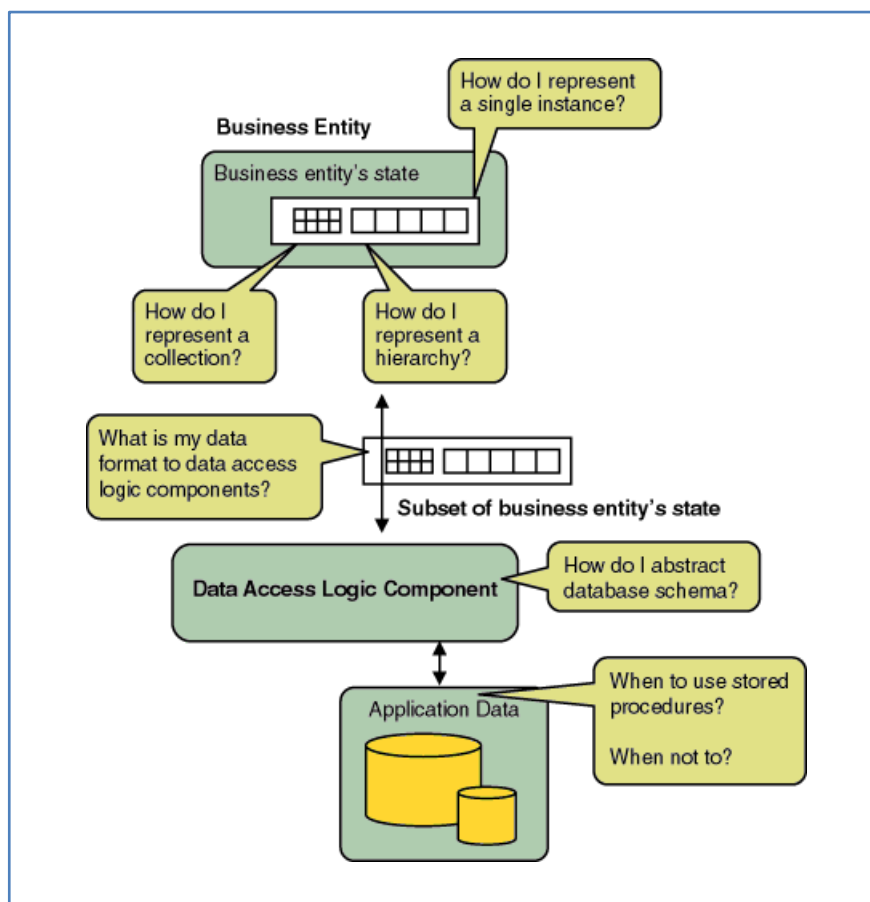 How do I represent
a single instance?
Business Entity
Business entity's state
How do I
represent a
collection?
How do I
represent a
hierarchy?
What is my data
format to data access
logic components?
Subset of business entity's state
Data Access Logic Component
How do I abstract
database schema?
Application Data
When to use stored
procedures?
When not to?